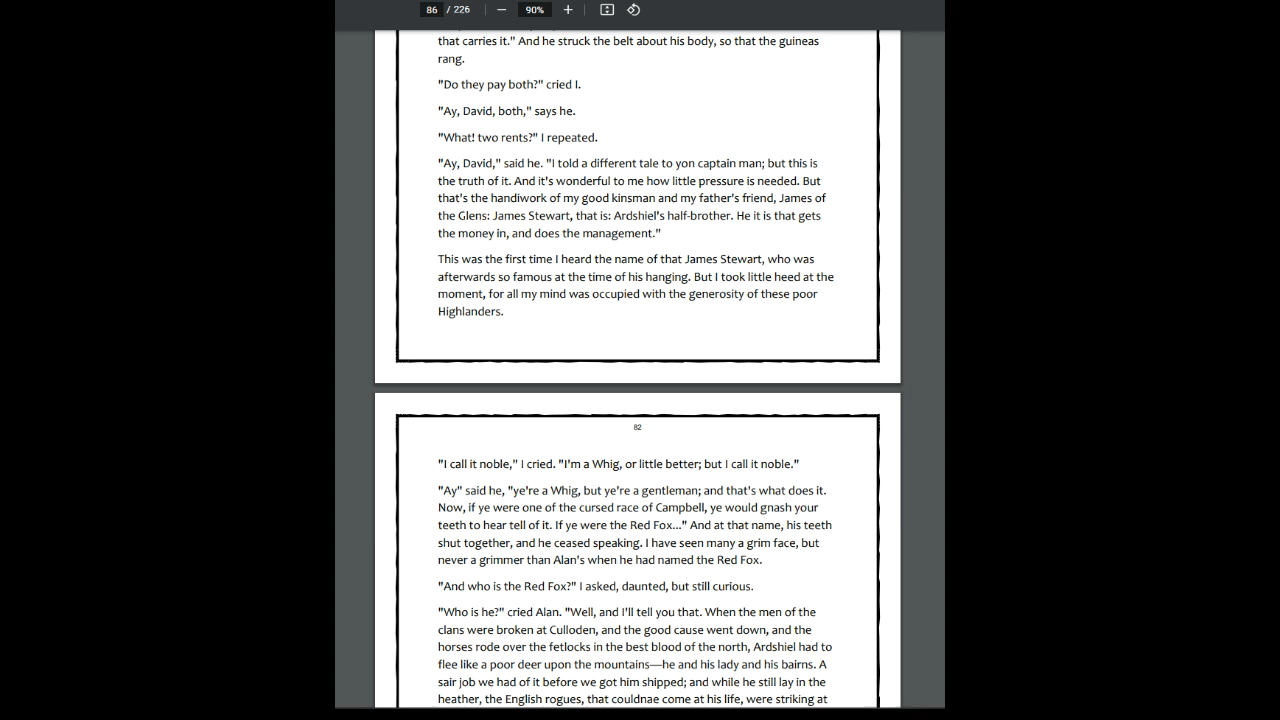 86 / 226 90%
that carries it." And he struck the belt about his body, so that the guineas
rang.
"Do they pay both?" cried I.
"Ay, David, both," says he.
"What! two rents?" I repeated.
"Ay, David," said he. "I told a different tale to yon captain man; but this is
the truth of it. And it's wonderful to me how little pressure is needed. But
that's the handiwork of my good kinsman and my father's friend, James of
the Glens: James Stewart, that is: Ardshiel's half-brother. He it is that gets
the money in, and does the management."
This was the first time I heard the name of that James Stewart, who was
afterwards so famous at the time of his hanging. But I took little heed at the
moment, for all my mind was occupied with the generosity of these poor
Highlanders.
82
"I call it noble," I cried. "I'm a Whig, or little better; but I call it noble."
"Ay" said he, "ye're a Whig, but ye're a gentleman; and that's what does it.
Now, if ye were one of the cursed race of Campbell, ye would gnash your
teeth to hear tell of it. If ye were the Red Fox..." And at that name, his teeth
shut together, and he ceased speaking. I have seen many a grim face, but
never a grimmer than Alan's when he had named the Red Fox.
"And who is the Red Fox?" I asked, daunted, but still curious.
"Who is he?" cried Alan. "Well, and I'll tell you that. When the men of the
clans were broken at Culloden, and the good cause went down, and the
horses rode over the fetlocks in the best blood of the north, Ardshiel had to
flee like a poor deer upon the mountains—he and his lady and his bairns. A
sair job we had of it before we got him shipped; and while he still lay in the
heather, the English rogues, that couldnae come at his life, were striking at